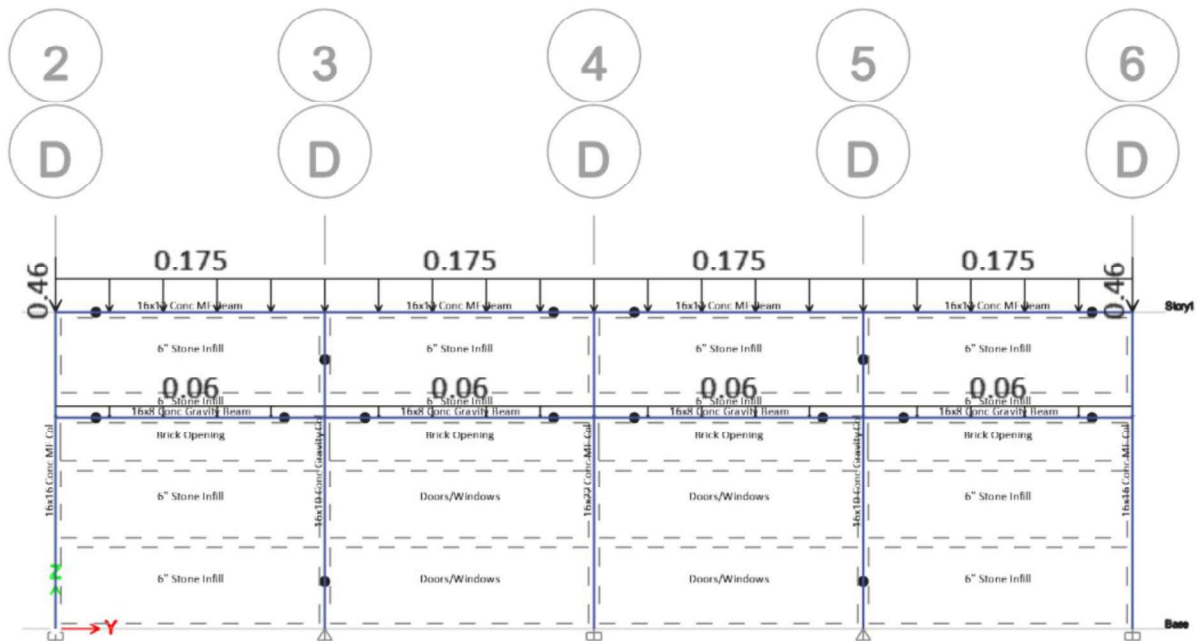 2 3 4 5 6
D D D D D
0.175 0.175 0.175 0.175
0.46 0.46
16x12 Conc MF Beam 16x12 Conc MF Beam 16x12 Conc MF Beam 16x12 Conc MF Beam
Story1
6" Stone Infill 6" Stone Infill 6" Stone Infill 6" Stone Infill
0.06 0.06 0.06 0.06
6" Stone Infill 6" Stone Infill 6" Stone Infill 6" Stone Infill
16x8 Conc Gravity Beam 16x8 Conc Gravity Beam 16x8 Conc Gravity Beam 16x8 Conc Gravity Beam
Brick Opening Brick Opening Brick Opening Brick Opening
16x16 Conc MF Col 16x10 Conc Gravity Col 16x22 Conc MF Col 16x10 Conc Gravity Col 16x16 Conc MF Col
6" Stone Infill Doors/Windows Doors/Windows 6" Stone Infill
6" Stone Infill Doors/Windows Doors/Windows 6" Stone Infill
Z
Y
Base